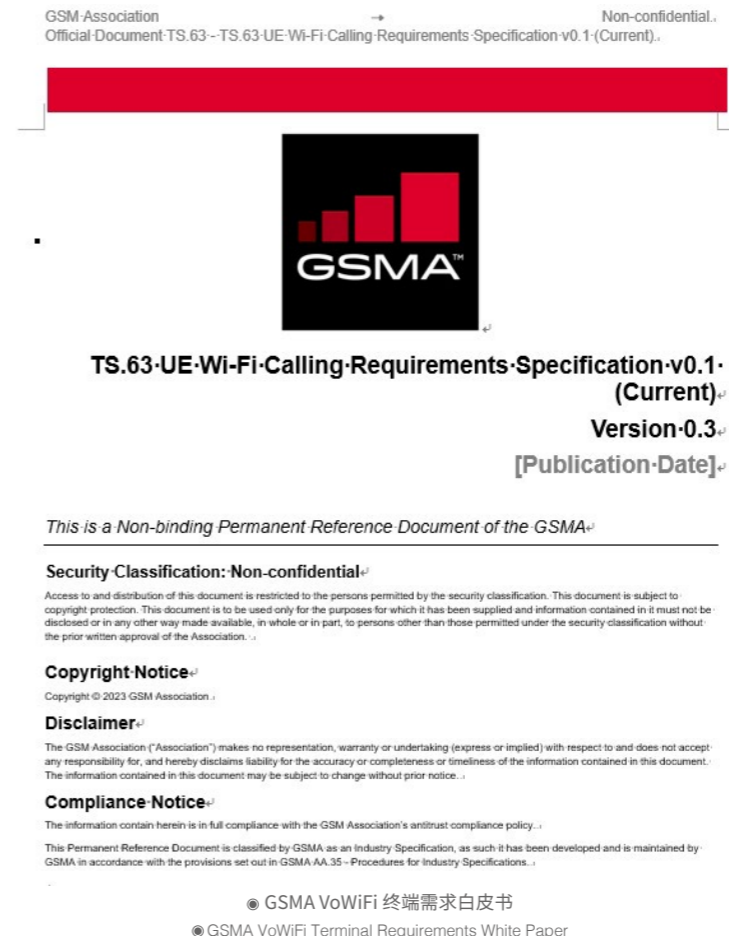 GSM Association → Non-confidential
Official Document TS.63 - TS.63 UE Wi-Fi Calling Requirements Specification v0.1 (Current)
GSMA™
TS.63 UE Wi-Fi Calling Requirements Specification v0.1
(Current)
Version 0.3
[Publication Date]
This is a Non-binding Permanent Reference Document of the GSMA
Security Classification: Non-confidential
Access to and distribution of this document is restricted to the persons permitted by the security classification. This document is subject to
copyright protection. This document is to be used only for the purposes for which it has been supplied and information contained in it must not be
disclosed or in any other way made available, in whole or in part, to persons other than those permitted under the security classification without
the prior written approval of the Association.
Copyright Notice
Copyright © 2023 GSM Association
Disclaimer
The GSM Association (“Association”) makes no representation, warranty or undertaking (express or implied) with respect to and does not accept
any responsibility for, and hereby disclaims liability for the accuracy or completeness or timeliness of the information contained in this document.
The information contained in this document may be subject to change without prior notice.
Compliance Notice
The information contain herein is in full compliance with the GSM Association's antitrust compliance policy.
This Permanent Reference Document is classified by GSMA as an Industry Specification, as such it has been developed and is maintained by
GSMA in accordance with the provisions set out in GSMA AA.35 – Procedures for Industry Specifications.
◉ GSMA VoWiFi 终端需求白皮书
◉ GSMA VoWiFi Terminal Requirements White Paper